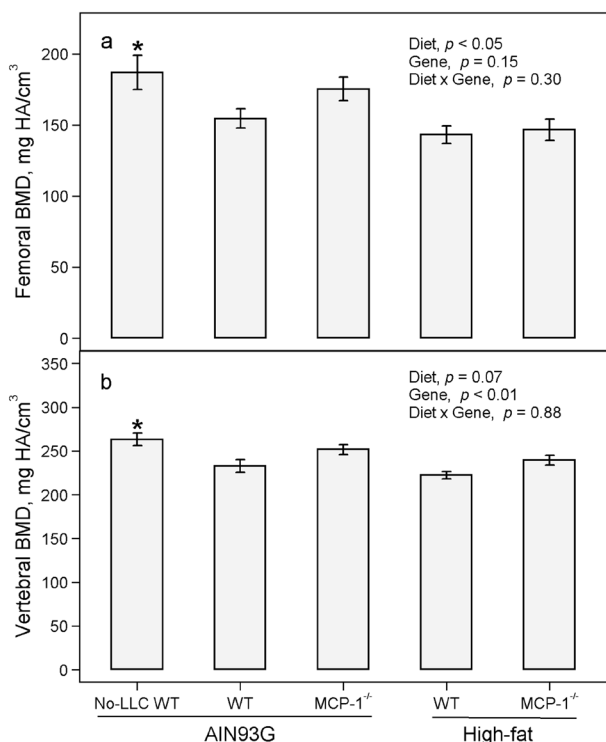 a
*
Diet, p < 0.05
Gene, p = 0.15
Diet x Gene, p = 0.30
Femoral BMD, mg HA/cm³
200
150
100
50
0
b
*
Diet, p = 0.07
Gene, p < 0.01
Diet x Gene, p = 0.88
Vertebral BMD, mg HA/cm³
350
300
250
200
150
100
50
0
No-LLC WT WT MCP-1⁻/⁻ WT MCP-1⁻/⁻
AIN93G High-fat